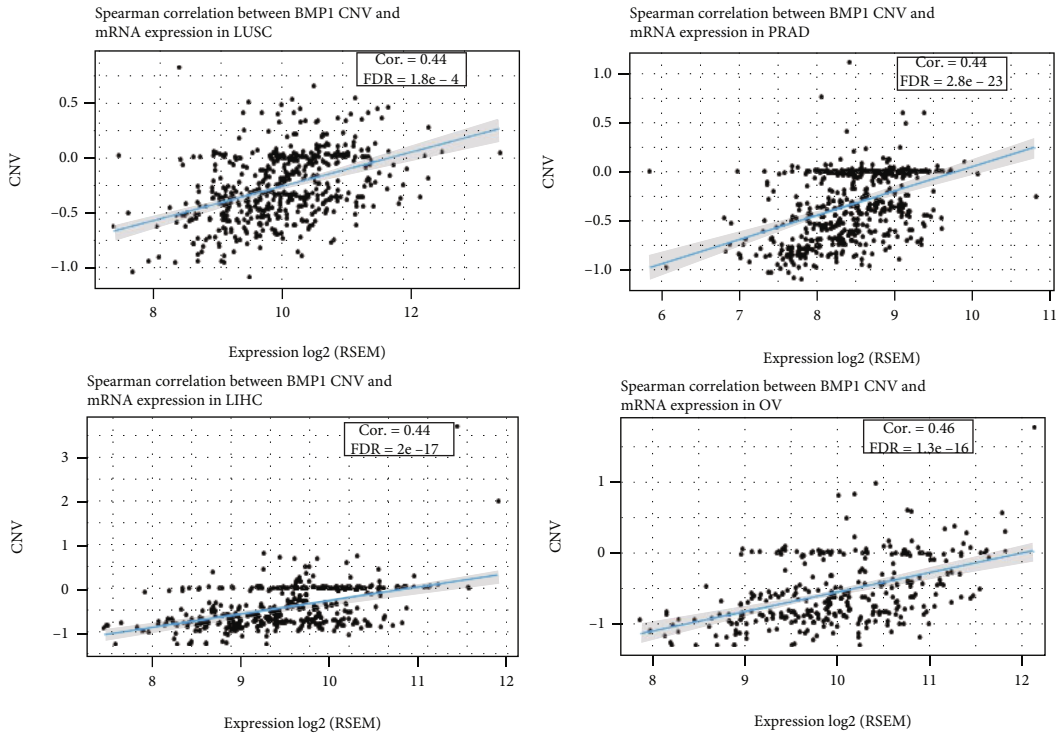 Spearman correlation between BMP1 CNV and
mRNA expression in LUSC
Cor. = 0.44
FDR = 1.8e – 4
0.5
0.0
–0.5
–1.0
CNV
8
10
12
Expression log2 (RSEM)
Spearman correlation between BMP1 CNV and
mRNA expression in PRAD
Cor. = 0.44
FDR = 2.8e – 23
1.0
0.5
0.0
–0.5
–1.0
CNV
6
7
8
9
10
11
Expression log2 (RSEM)
Spearman correlation between BMP1 CNV and
mRNA expression in LIHC
Cor. = 0.44
FDR = 2e –17
3
2
1
0
–1
CNV
8
9
10
11
12
Expression log2 (RSEM)
Spearman correlation between BMP1 CNV and
mRNA expression in OV
Cor. = 0.46
FDR = 1.3e –16
1
0
–1
CNV
8
9
10
11
12
Expression log2 (RSEM)